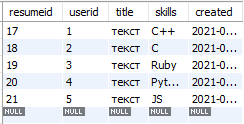 resumeid userid title skills created
17 1 текст C++ 2021-0...
18 2 текст C 2021-0...
19 3 текст Ruby 2021-0...
20 4 текст Pyt... 2021-0...
21 5 текст JS 2021-0...
NULL NULL NULL NULL NULL